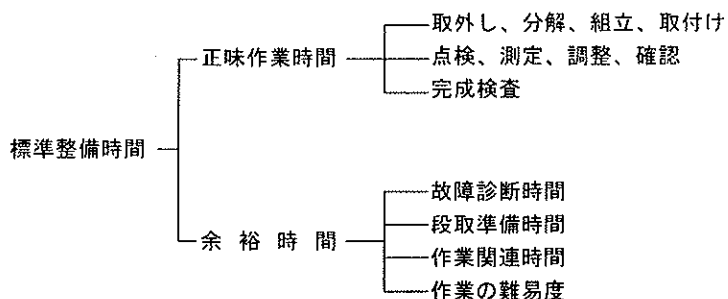 標準整備時間
正味作業時間
取外し、分解、組立、取付け
点検、測定、調整、確認
完成検査
余裕時間
故障診断時間
段取準備時間
作業関連時間
作業の難易度